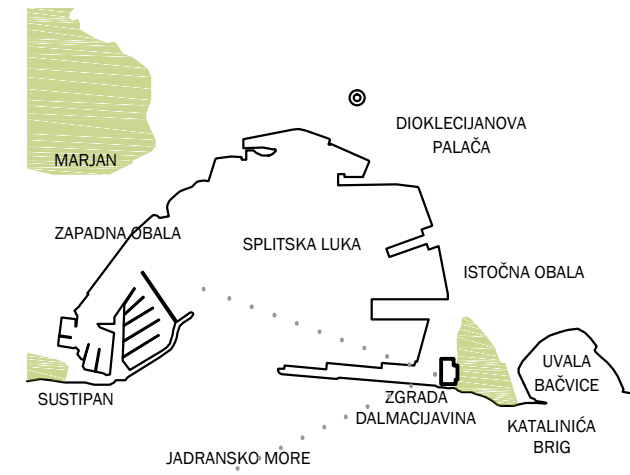 DIOKLECIJANOVA
PALAČA
MARJAN
ZAPADNA OBALA
SPLITSKA LUKA
ISTOČNA OBALA
UVALA
BAČVICE
SUSTIPAN
ZGRADA
DALMACIJAVINA
KATALINIĆA
BRIG
JADRANSKO MORE